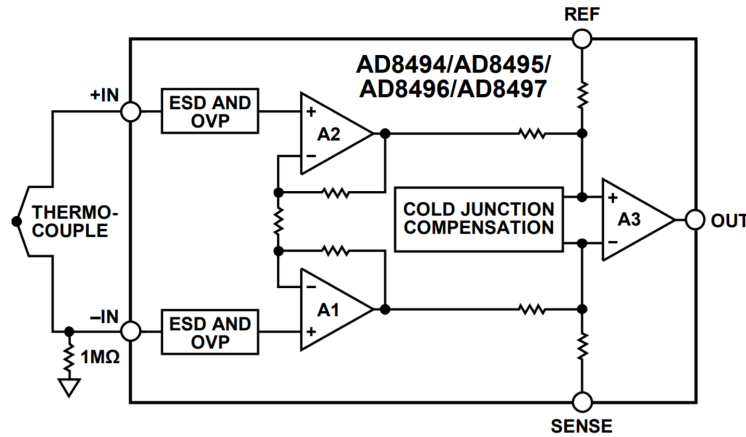 REF
AD8494/AD8495/
AD8496/AD8497
+IN
ESD AND
OVP
+
A2
–
THERMO-
COUPLE
COLD JUNCTION
COMPENSATION
+
A3
–
OUT
–
A1
+
–IN
ESD AND
OVP
1MΩ
SENSE